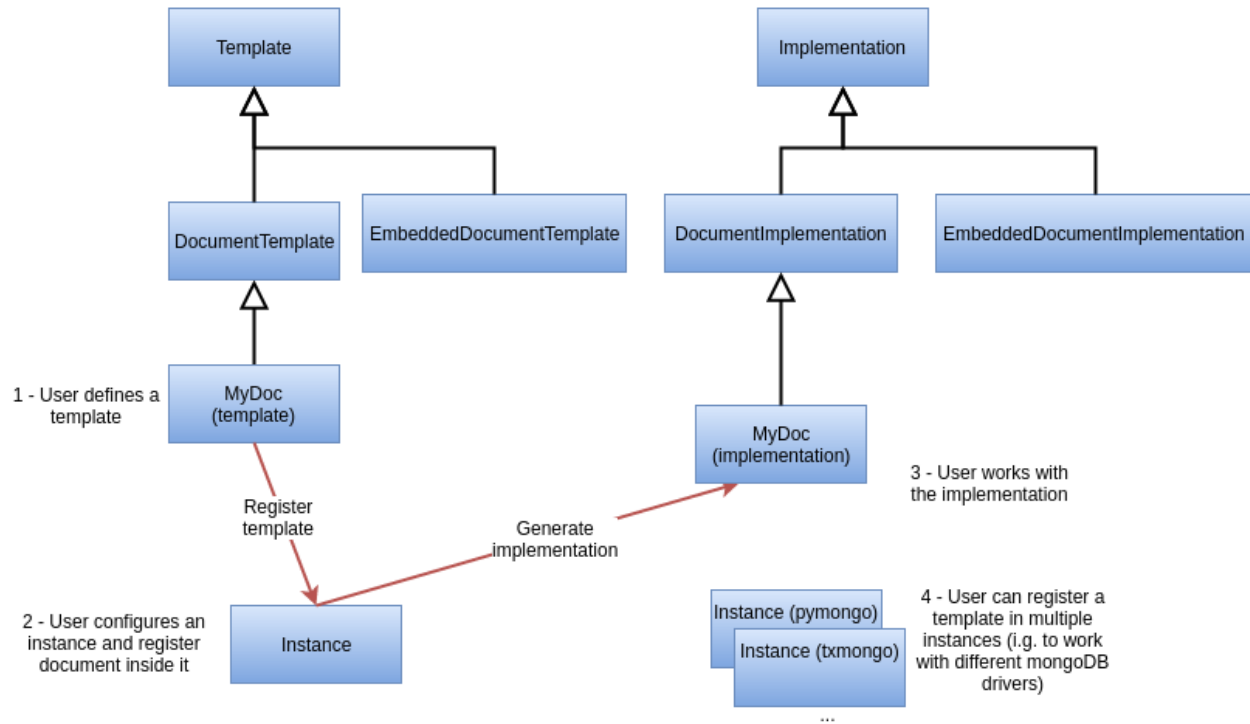 Template
Implementation
DocumentTemplate
EmbeddedDocumentTemplate
DocumentImplementation
EmbeddedDocumentImplementation
1 - User defines a
template
MyDoc
(template)
MyDoc
(implementation)
3 - User works with
the implementation
Register
template
Generate
implementation
2 - User configures an
instance and register
document inside it
Instance
Instance (pymongo)
Instance (txmongo)
...
4 - User can register a
template in multiple
instances (i.g. to work
with different mongoDB
drivers)